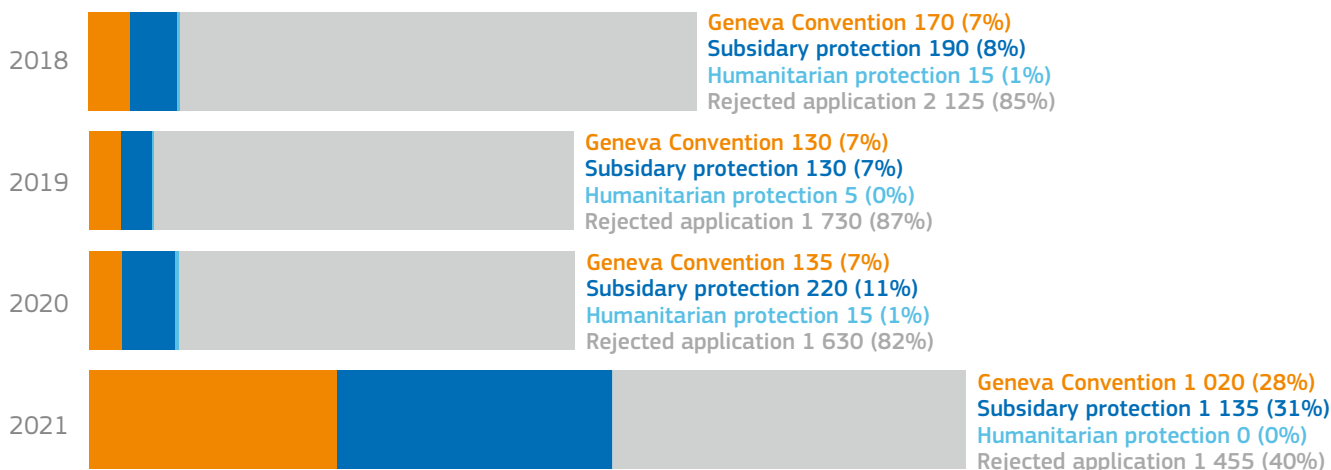 2018
Geneva Convention 170 (7%)
Subsidary protection 190 (8%)
Humanitarian protection 15 (1%)
Rejected application 2 125 (85%)
2019
Geneva Convention 130 (7%)
Subsidary protection 130 (7%)
Humanitarian protection 5 (0%)
Rejected application 1 730 (87%)
2020
Geneva Convention 135 (7%)
Subsidary protection 220 (11%)
Humanitarian protection 15 (1%)
Rejected application 1 630 (82%)
2021
Geneva Convention 1 020 (28%)
Subsidary protection 1 135 (31%)
Humanitarian protection 0 (0%)
Rejected application 1 455 (40%)